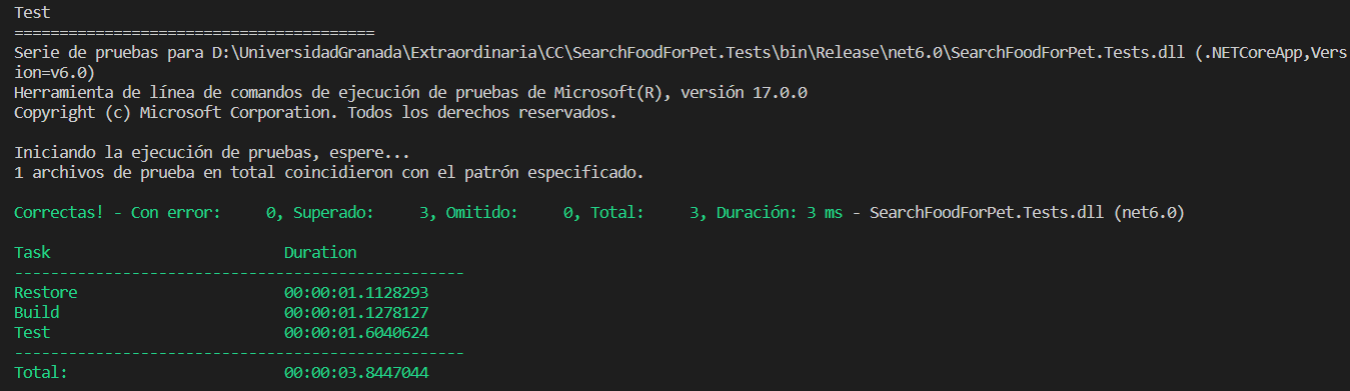 Test
========================================
Serie de pruebas para D:\UniversidadGranada\Extraordinaria\CC\SearchFoodForPet.Tests\bin\Release\net6.0\SearchFoodForPet.Tests.dll (.NETCoreApp,Vers
ion=v6.0)
Herramienta de línea de comandos de ejecución de pruebas de Microsoft(R), versión 17.0.0
Copyright (c) Microsoft Corporation. Todos los derechos reservados.
Iniciando la ejecución de pruebas, espere...
1 archivos de prueba en total coincidieron con el patrón especificado.
Correctas! - Con error:     0, Superado:     3, Omitido:     0, Total:     3, Duración: 3 ms - SearchFoodForPet.Tests.dll (net6.0)
Task                          Duration
--------------------------------------------------
Restore                       00:00:01.1128293
Build                         00:00:01.1278127
Test                          00:00:01.6040624
--------------------------------------------------
Total:                        00:00:03.8447044